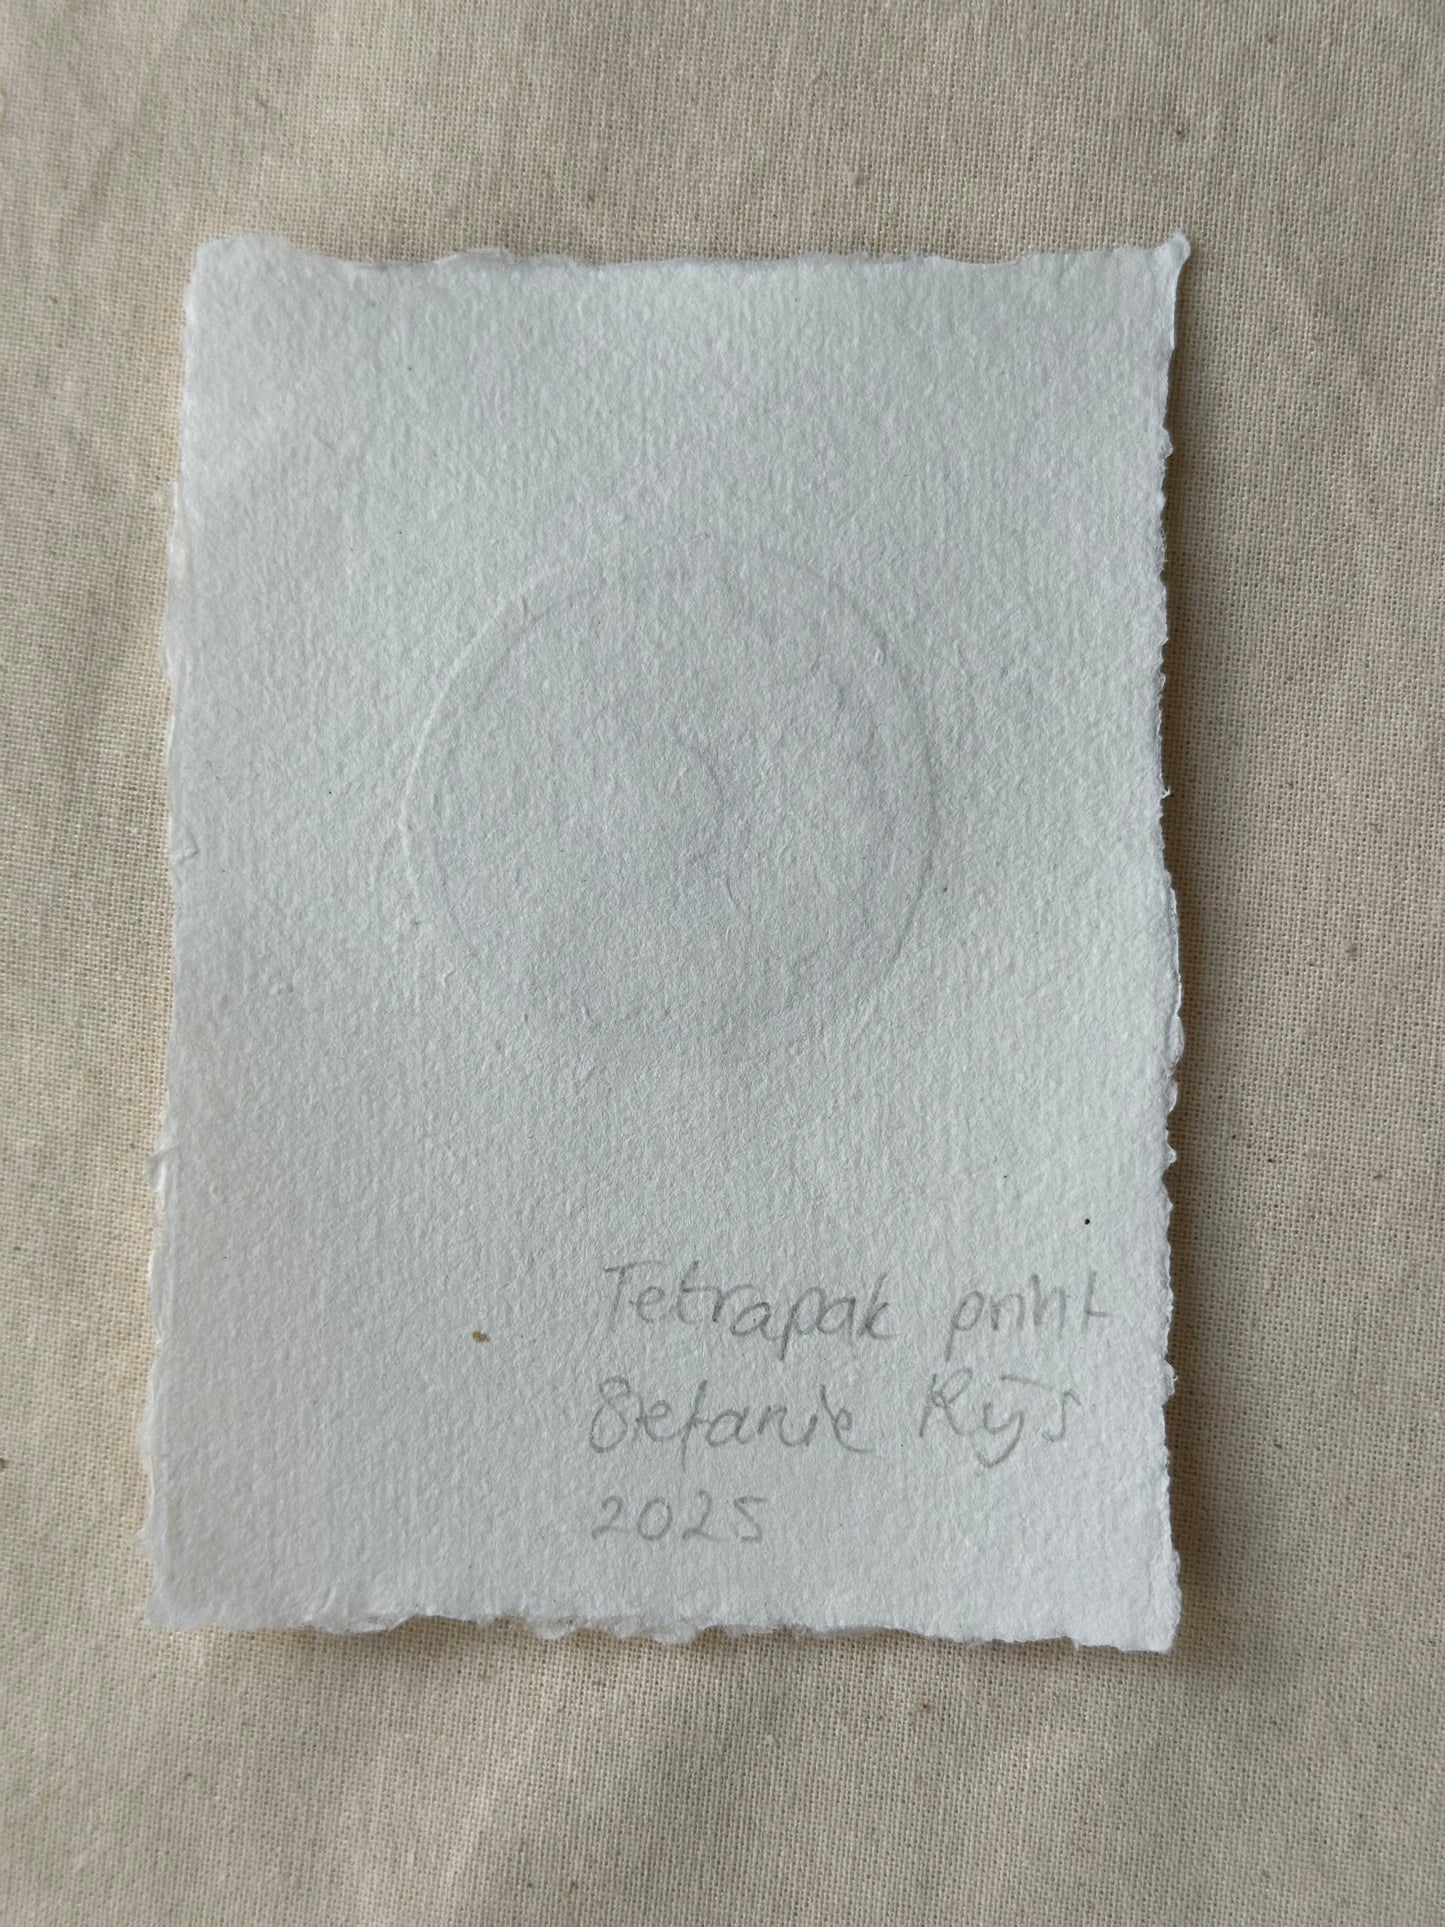 Tetrapak print
Stefanie Rijs
2025